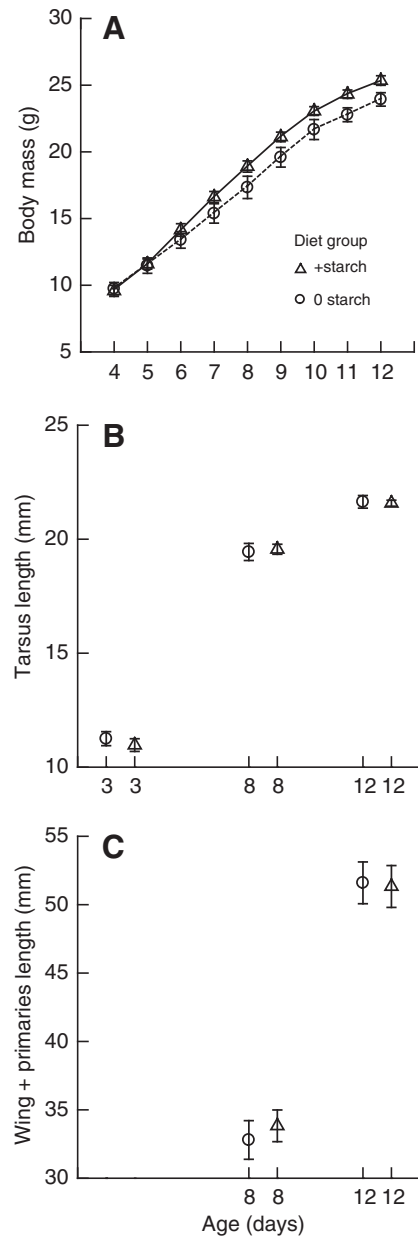 A
30
25
20
15
10
5
Body mass (g)
Diet group
+starch
0 starch
4 5 6 7 8 9 10 11 12
B
25
20
15
10
Tarsus length (mm)
3 3 8 8 12 12
C
55
50
45
40
35
30
Wing + primaries length (mm)
8 8 12 12
Age (days)